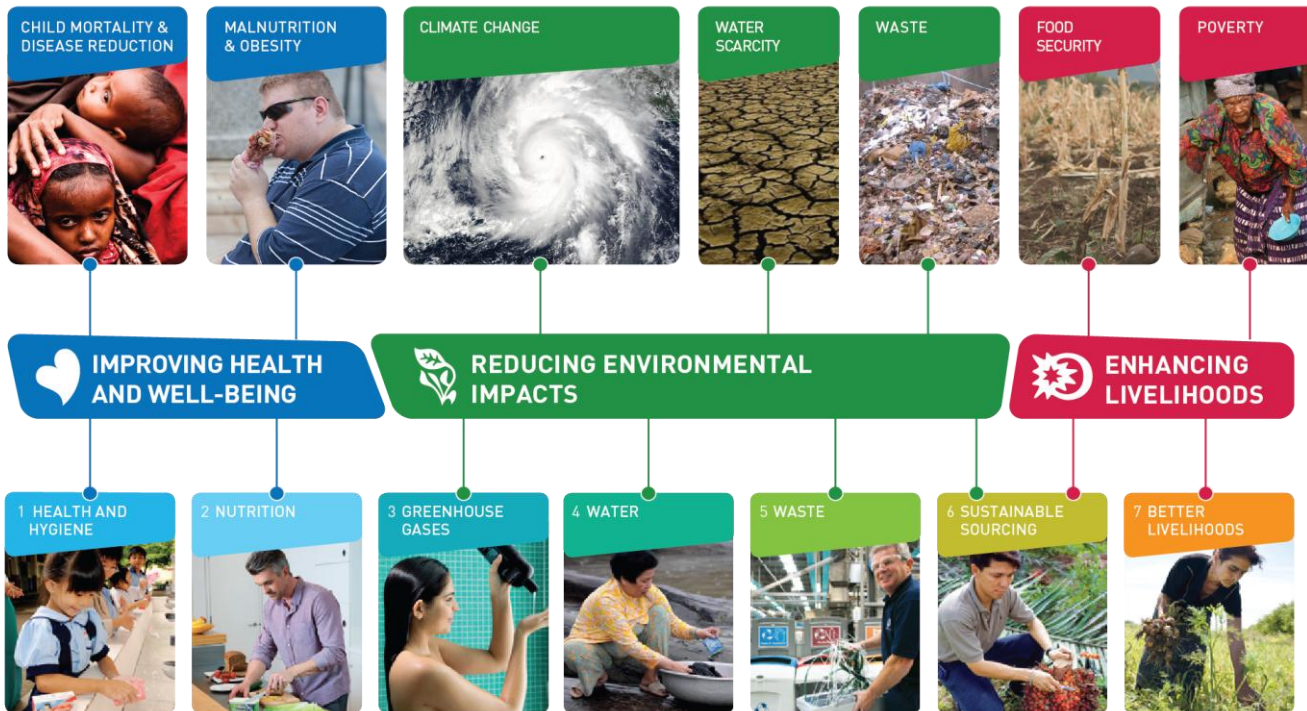 CHILD MORTALITY &
DISEASE REDUCTION
MALNUTRITION
& OBESITY
CLIMATE CHANGE
WATER
SCARCITY
WASTE
FOOD
SECURITY
POVERTY
IMPROVING HEALTH
AND WELL-BEING
REDUCING ENVIRONMENTAL
IMPACTS
ENHANCING
LIVELIHOODS
1 HEALTH AND
HYGIENE
2 NUTRITION
3 GREENHOUSE
GASES
4 WATER
5 WASTE
6 SUSTAINABLE
SOURCING
7 BETTER
LIVELIHOODS